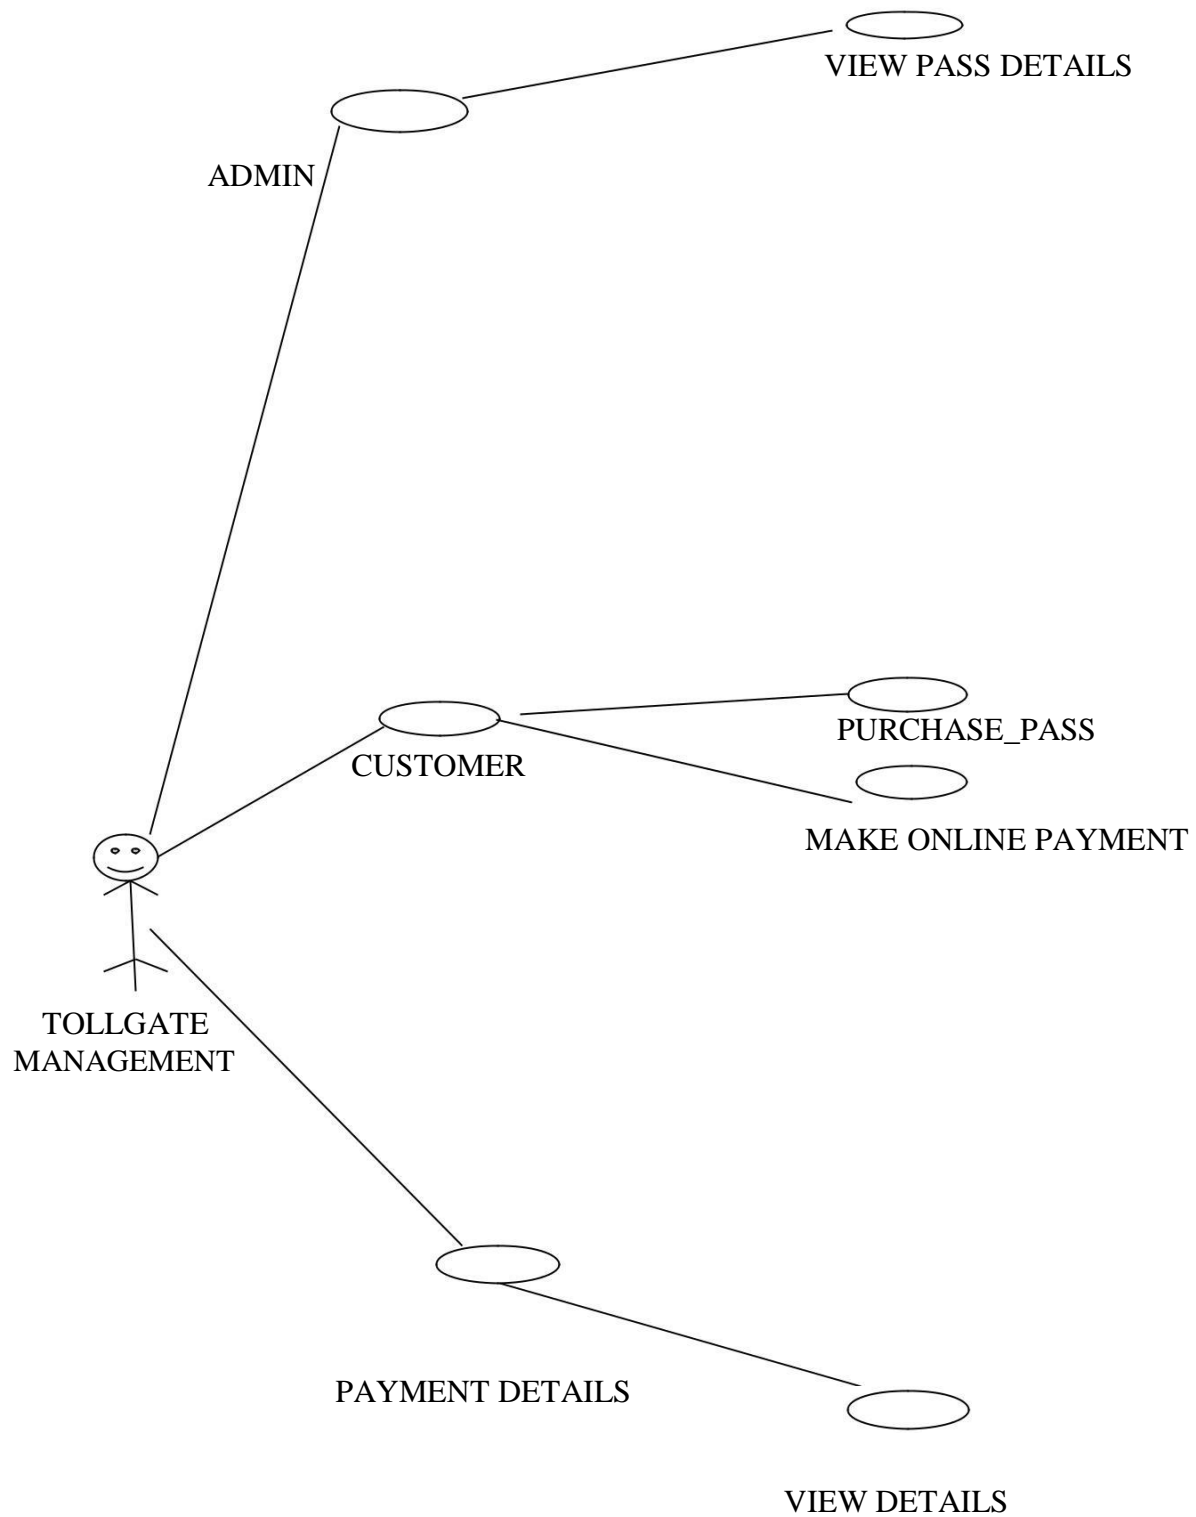 VIEW PASS DETAILS
ADMIN
PURCHASE_PASS
CUSTOMER
MAKE ONLINE PAYMENT
TOLLGATE
MANAGEMENT
PAYMENT DETAILS
VIEW DETAILS